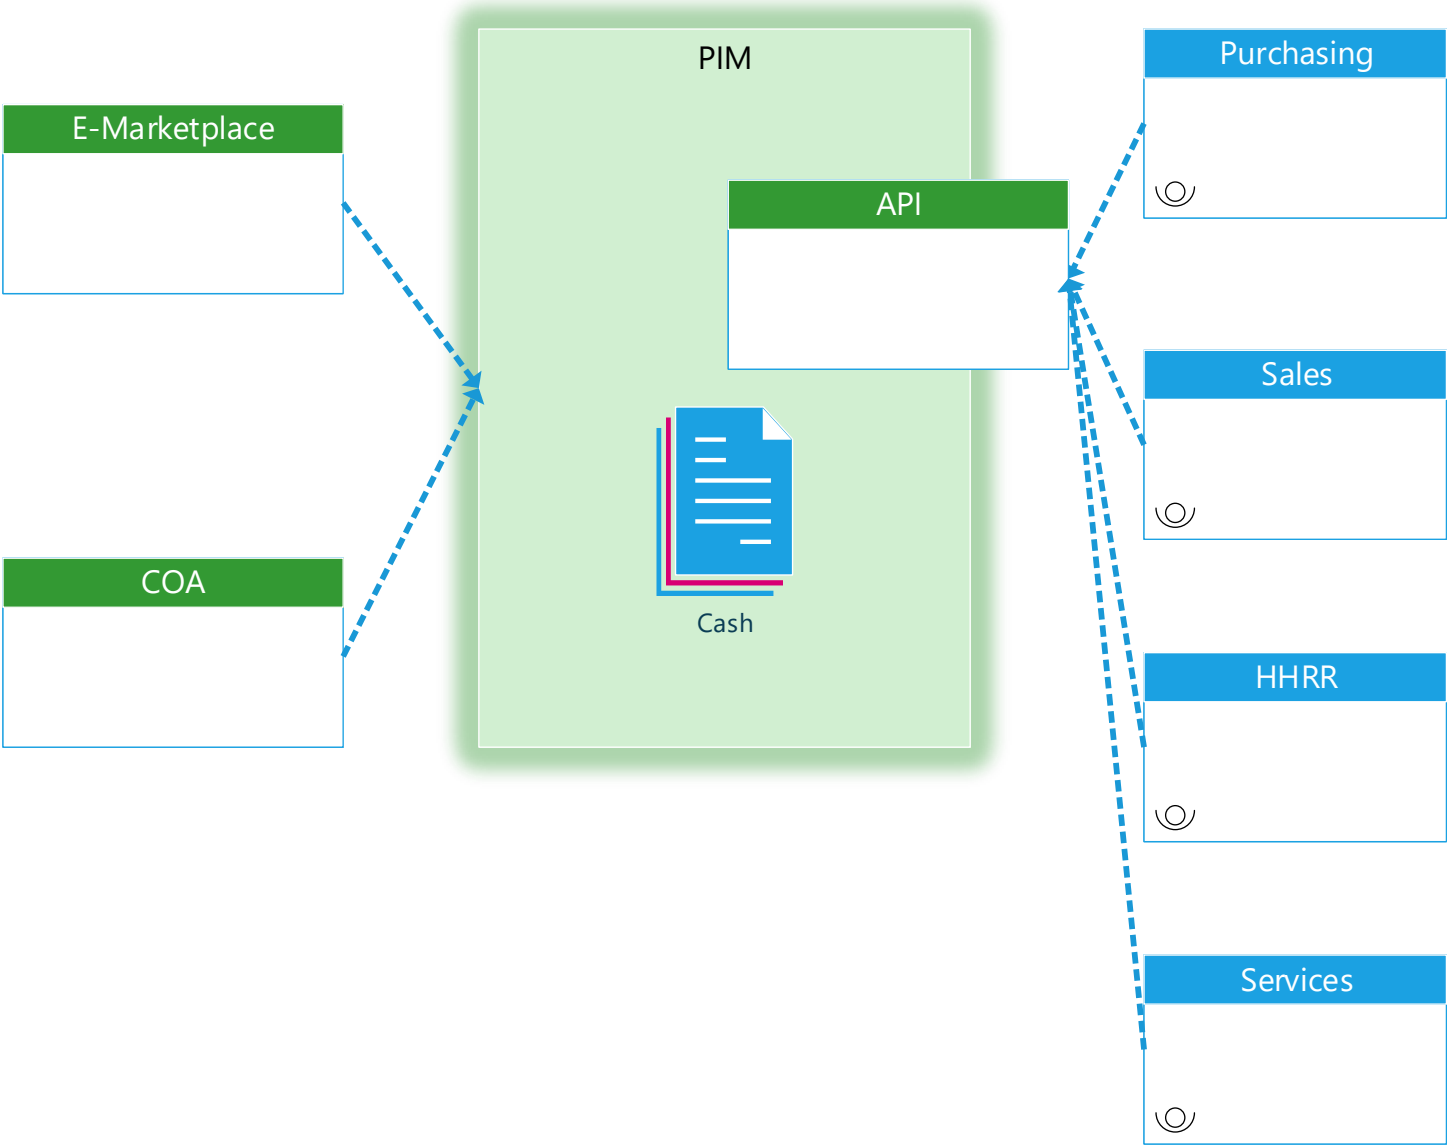 PIM
Purchasing
E-Marketplace
API
Sales
COA
Cash
HHRR
Services